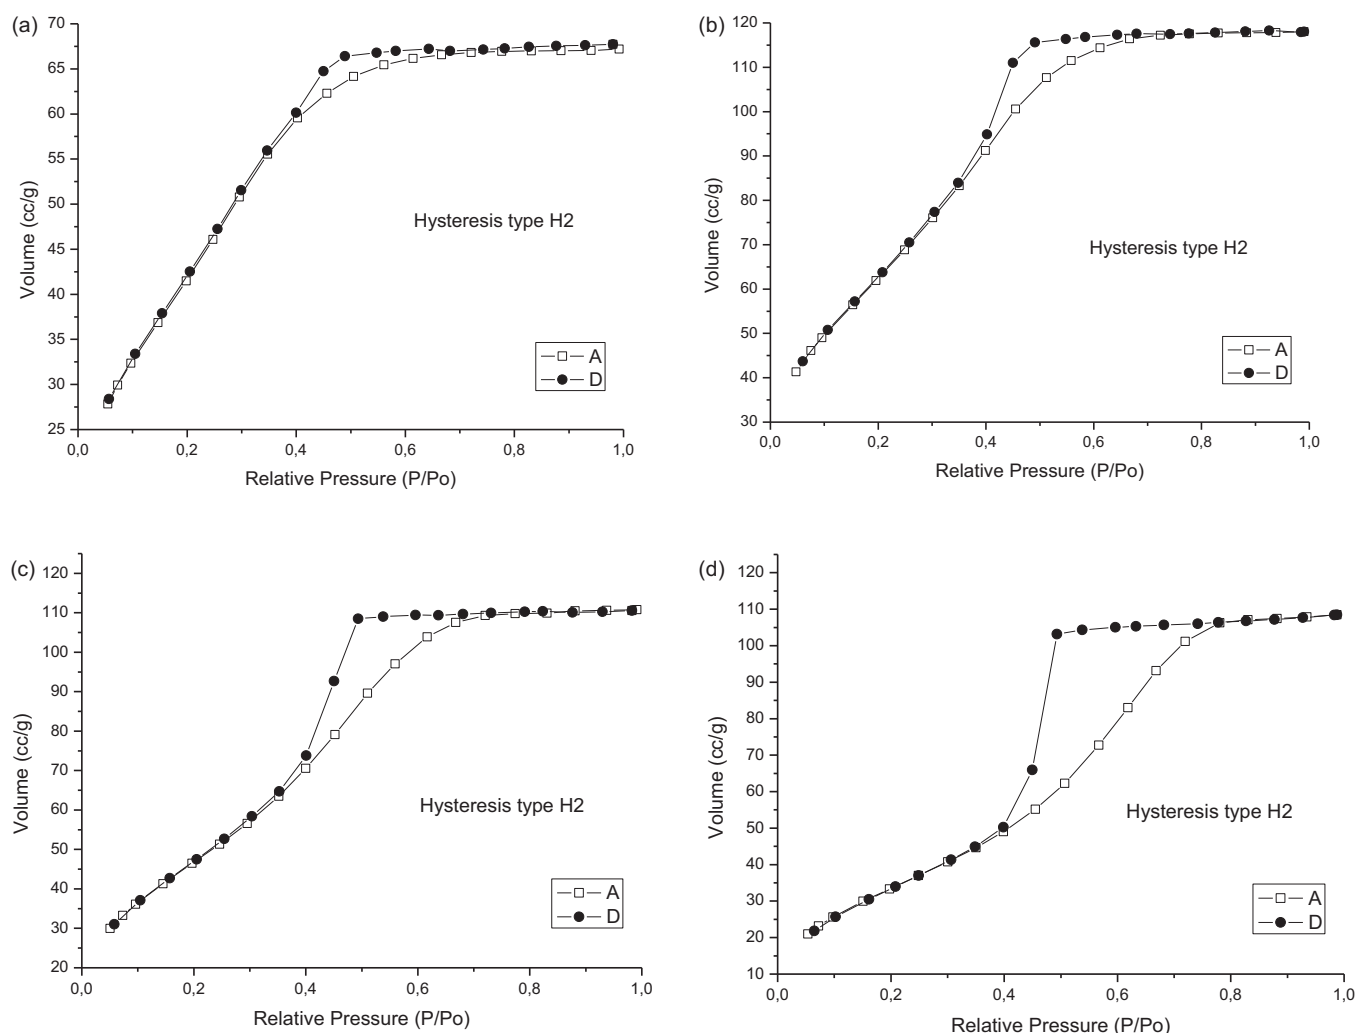 (a)
70
65
60
55
50
45
40
35
30
25
Volume (cc/g)
Hysteresis type H2
A
D
0,0 0,2 0,4 0,6 0,8 1,0
Relative Pressure (P/Po)
(b)
120
110
100
90
80
70
60
50
40
30
Volume (cc/g)
Hysteresis type H2
A
D
0,0 0,2 0,4 0,6 0,8 1,0
Relative Pressure (P/Po)
(c)
120
110
100
90
80
70
60
50
40
30
20
Volume (cc/g)
Hysteresis type H2
A
D
0,0 0,2 0,4 0,6 0,8 1,0
Relative Pressure (P/Po)
(d)
120
110
100
90
80
70
60
50
40
30
20
10
Volume (cc/g)
Hysteresis type H2
A
D
0,0 0,2 0,4 0,6 0,8 1,0
Relative Pressure (P/Po)